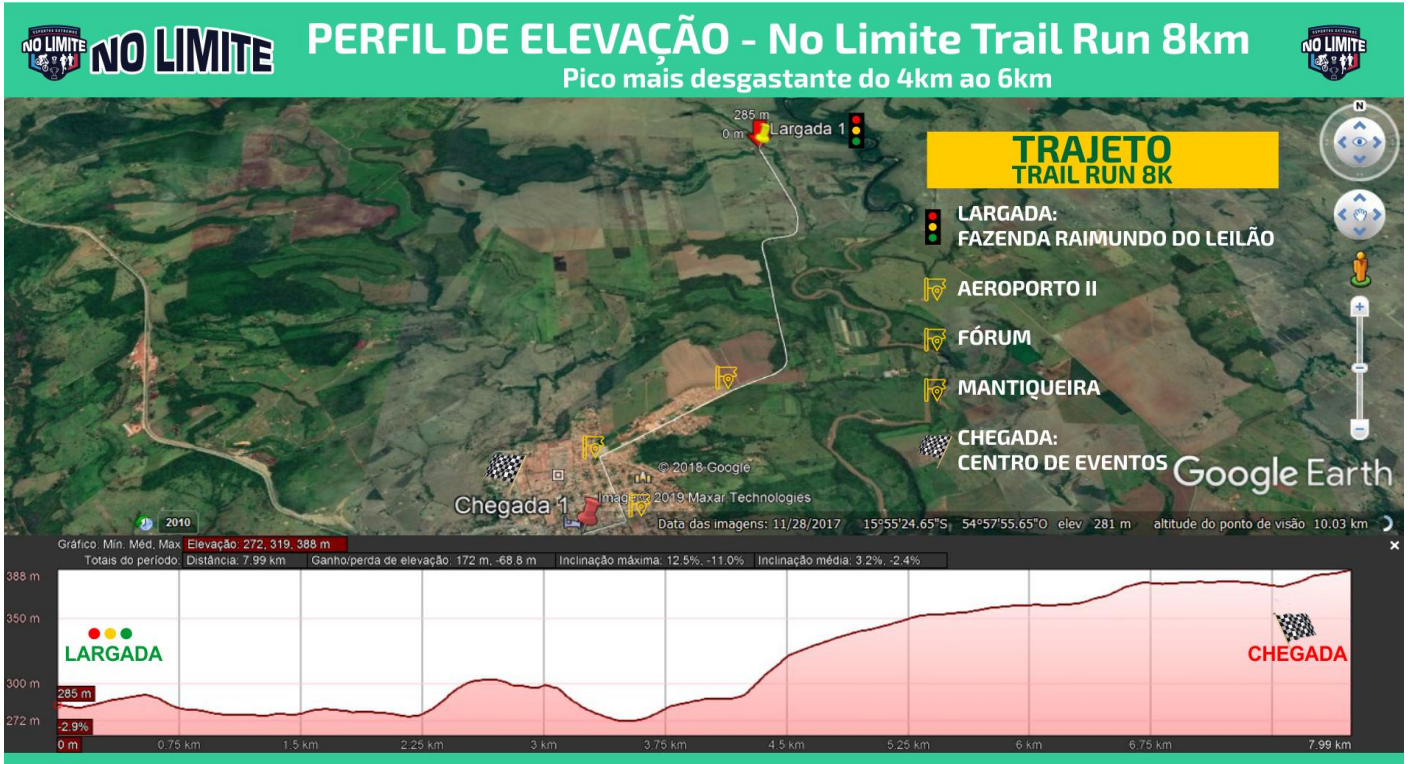 ESPORTES EXTREMOS
NO LIMITE
NO LIMITE
PERFIL DE ELEVAÇÃO - No Limite Trail Run 8km
Pico mais desgastante do 4km ao 6km
ESPORTES EXTREMOS
NO LIMITE
N
285 m
0 m
Largada 1
TRAJETO
TRAIL RUN 8K
LARGADA:
FAZENDA RAIMUNDO DO LEILÃO
AEROPORTO II
FÓRUM
MANTIQUEIRA
CHEGADA:
CENTRO DE EVENTOS
Google Earth
© 2018 Google
Chegada 1
2019 Maxar Technologies
2010
Data das imagens: 11/28/2017 15°55'24.65"S 54°57'55.65"O elev 281 m altitude do ponto de visão 10.03 km
Gráfico: Mín. Méd, Max Elevação: 272, 319, 388 m
Totais do período: Distância: 7.99 km Ganho/perda de elevação: 172 m, -68.8 m Inclinação máxima: 12.5%, -11.0% Inclinação média: 3.2%, -2.4%
388 m
350 m
300 m
272 m
LARGADA
CHEGADA
285 m
-2.9%
0 m 0.75 km 1.5 km 2.25 km 3 km 3.75 km 4.5 km 5.25 km 6 km 6.75 km 7.99 km